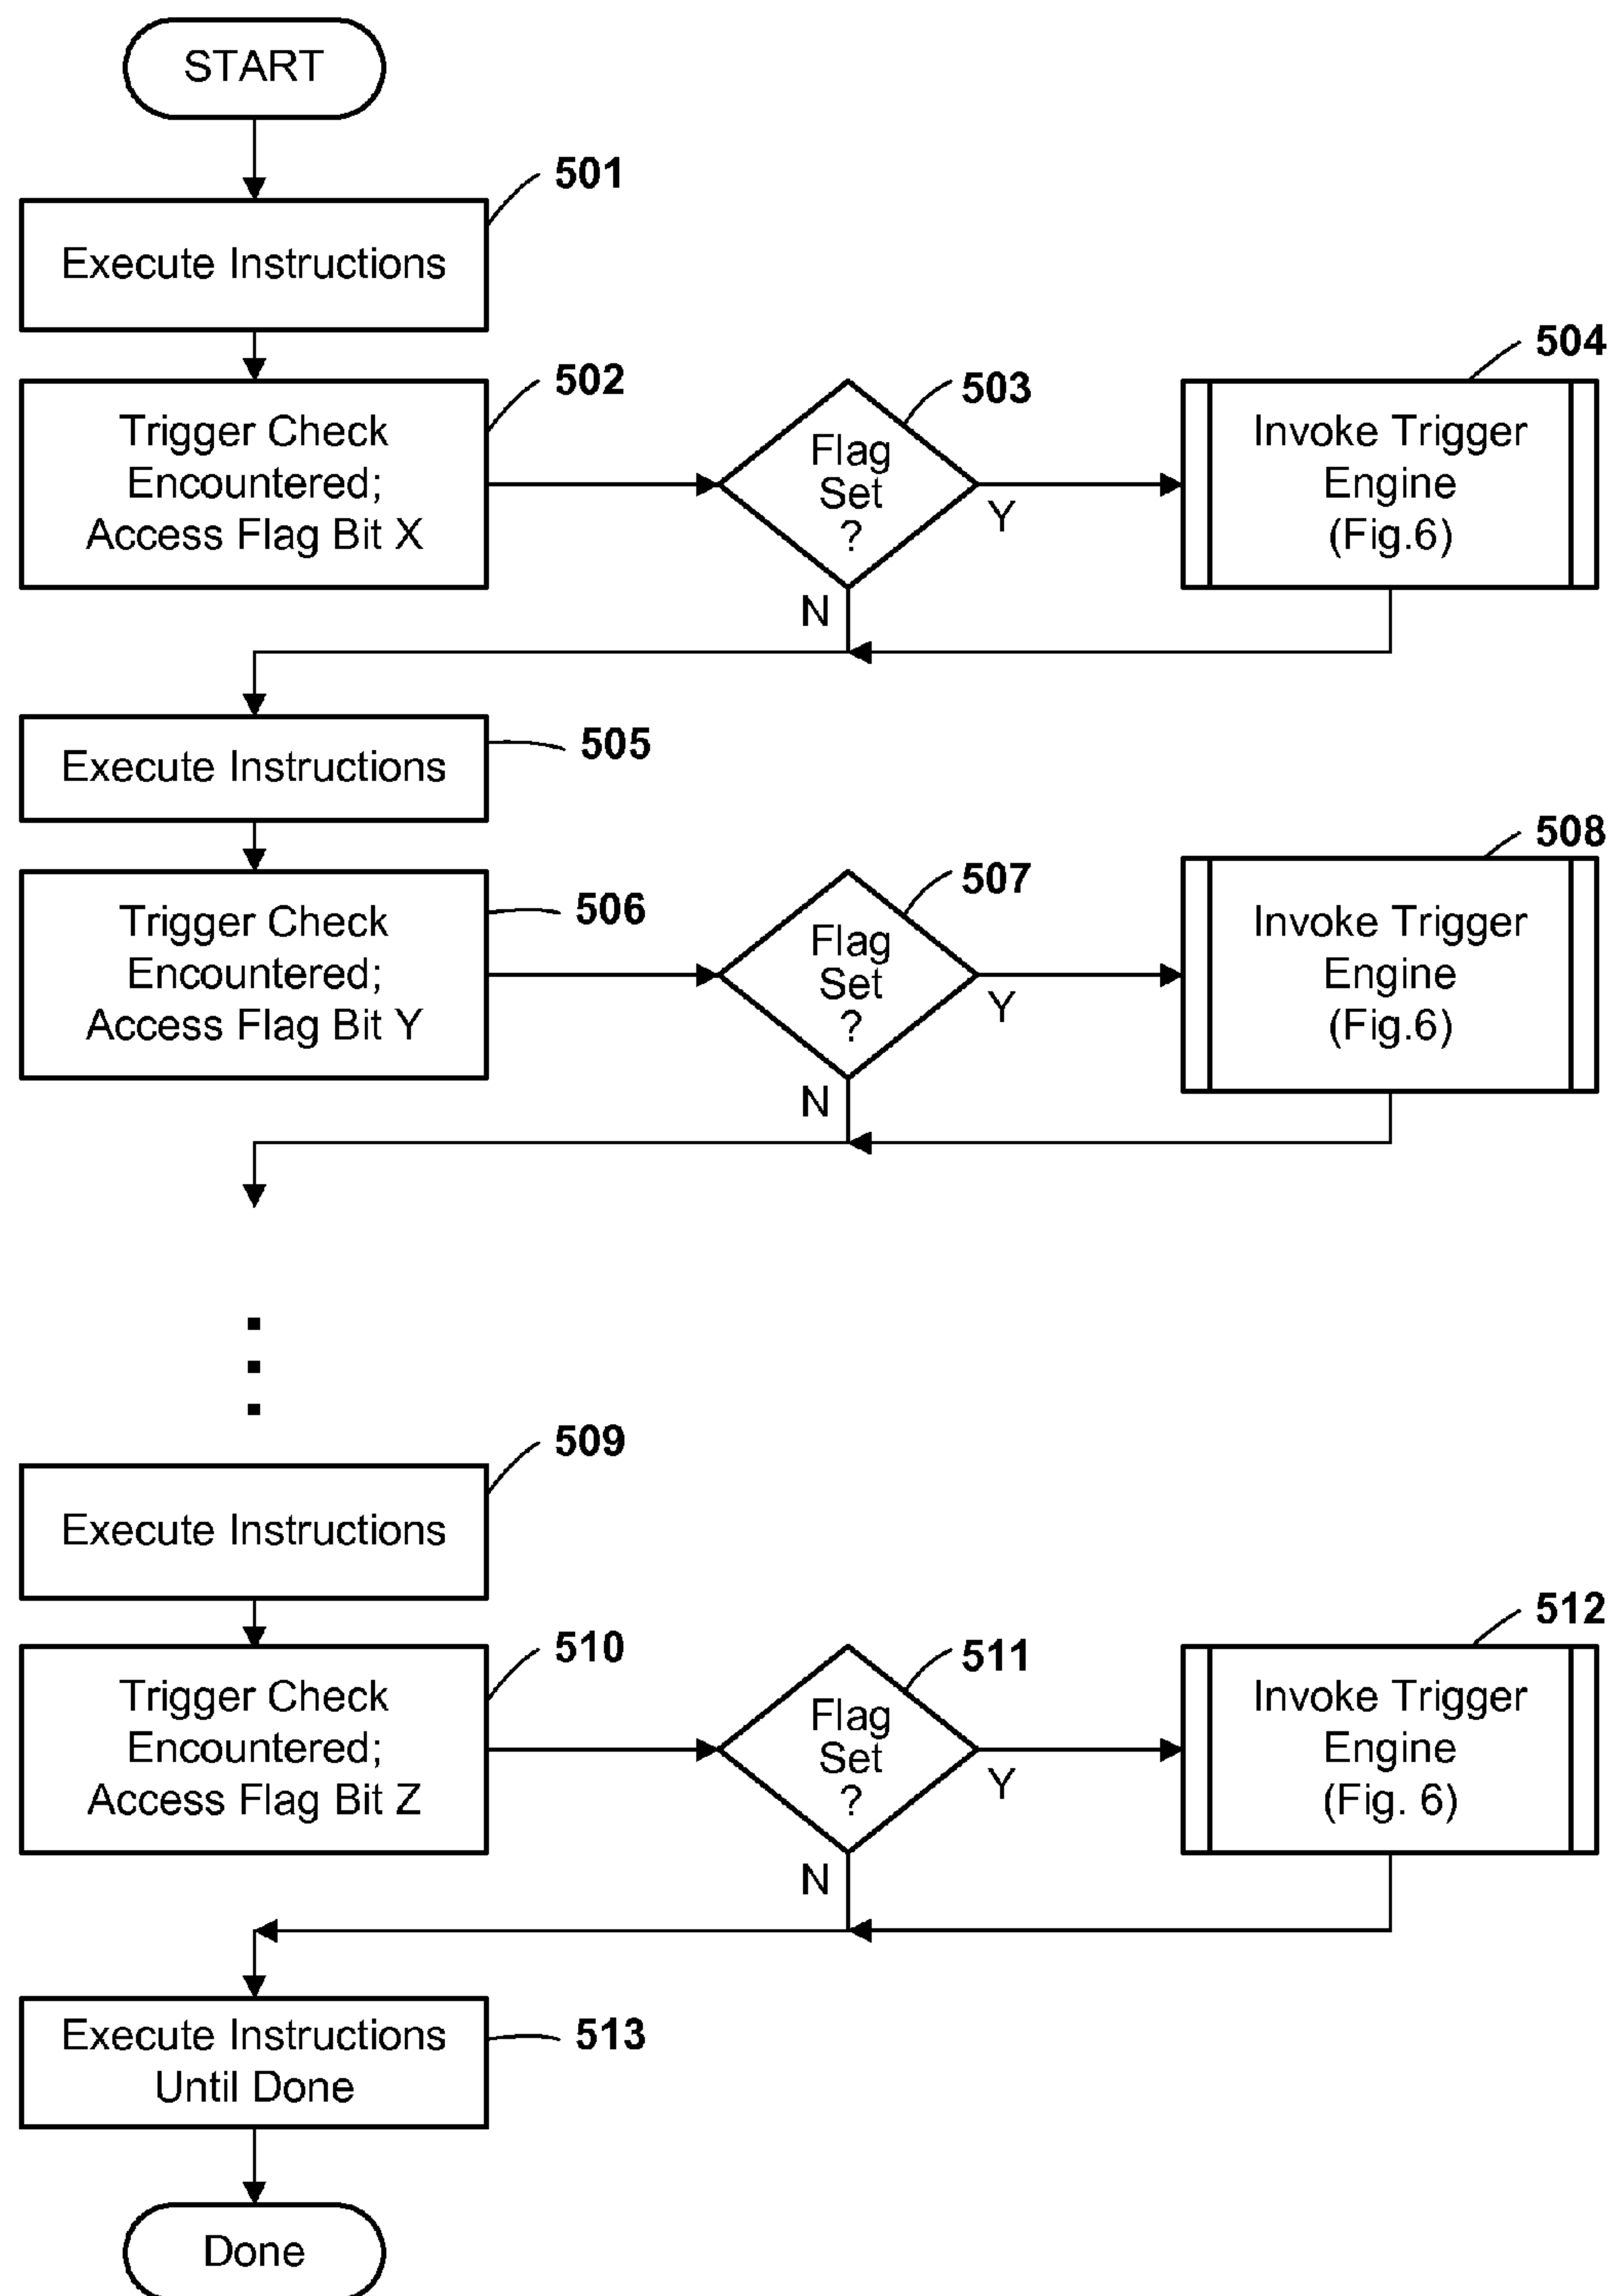 START
501
Execute Instructions
502
Trigger Check
Encountered;
Access Flag Bit X
503
Flag
Set
?
Y
N
504
Invoke Trigger
Engine
(Fig.6)
505
Execute Instructions
506
Trigger Check
Encountered;
Access Flag Bit Y
507
Flag
Set
?
Y
N
508
Invoke Trigger
Engine
(Fig.6)
509
Execute Instructions
510
Trigger Check
Encountered;
Access Flag Bit Z
511
Flag
Set
?
Y
N
512
Invoke Trigger
Engine
(Fig. 6)
513
Execute Instructions
Until Done
Done